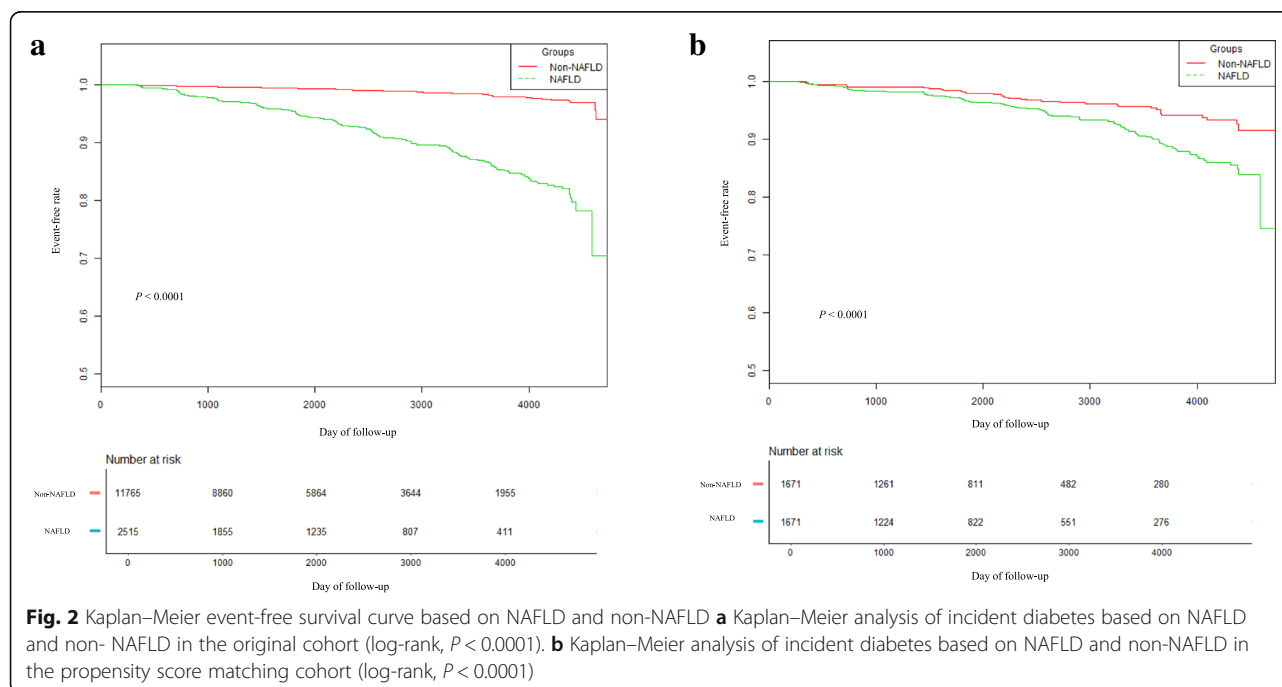 a
Groups
Non-NAFLD
NAFLD
1.0
0.9
0.8
0.7
0.6
0.5
Event-free rate
P < 0.0001
0 1000 2000 3000 4000
Day of follow-up
Number at risk
Non-NAFLD 11765 8860 5864 3644 1955
NAFLD 2515 1855 1235 807 411
0 1000 2000 3000 4000
Day of follow-up
b
Groups
Non-NAFLD
NAFLD
1.0
0.9
0.8
0.7
0.6
0.5
Event-free rate
P < 0.0001
0 1000 2000 3000 4000
Day of follow-up
Number at risk
Non-NAFLD 1671 1261 811 482 280
NAFLD 1671 1224 822 551 276
0 1000 2000 3000 4000
Day of follow-up
Fig. 2 Kaplan–Meier event-free survival curve based on NAFLD and non-NAFLD a Kaplan–Meier analysis of incident diabetes based on NAFLD
and non- NAFLD in the original cohort (log-rank, P < 0.0001). b Kaplan–Meier analysis of incident diabetes based on NAFLD and non-NAFLD in
the propensity score matching cohort (log-rank, P < 0.0001)